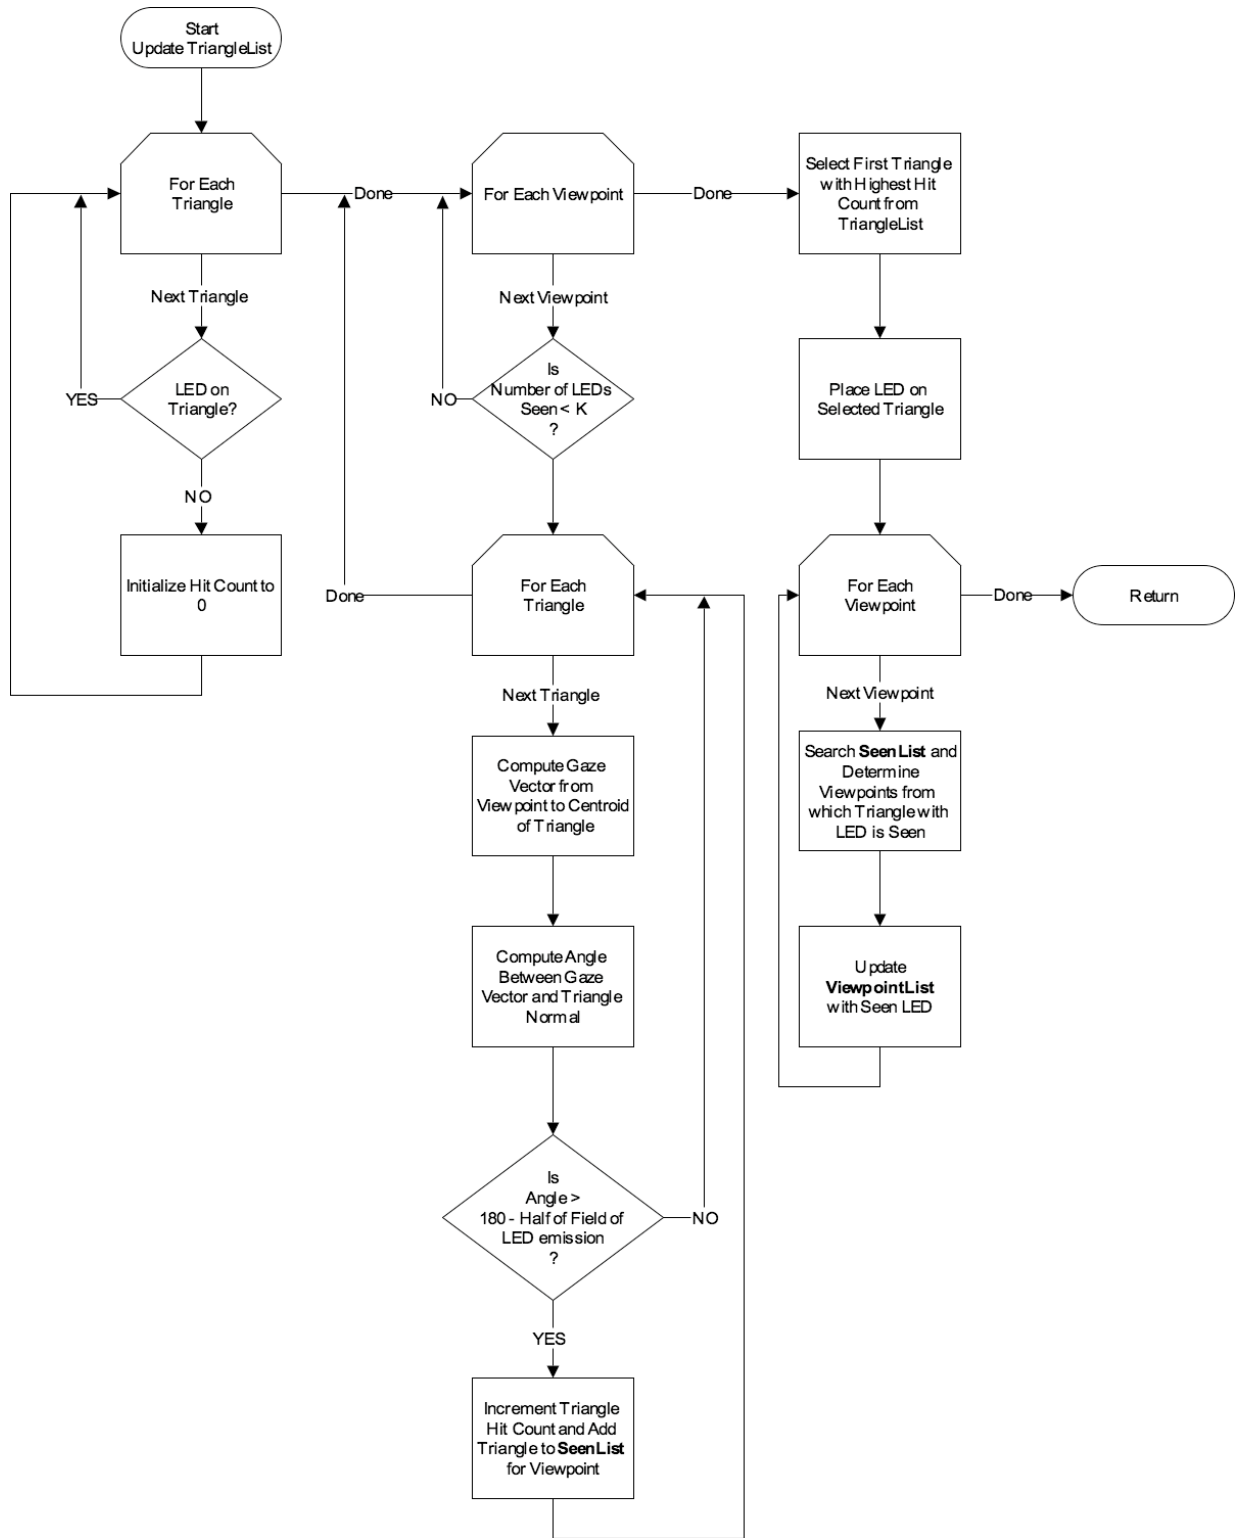 Start
Update TriangleList
For Each
Triangle
Done
For Each Viewpoint
Done
Select First Triangle
with Highest Hit
Count from
TriangleList
Next Triangle
Next Viewpoint
LED on
Triangle?
YES
NO
Is
Number of LEDs
Seen < K
?
NO
Place LED on
Selected Triangle
Initialize Hit Count to
0
Done
For Each
Triangle
For Each
Viewpoint
Done
Return
Next Triangle
Next Viewpoint
Compute Gaze
Vector from
Viewpoint to Centroid
of Triangle
Search SeenList and
Determine
Viewpoints from
which Triangle with
LED is Seen
Compute Angle
Between Gaze
Vector and Triangle
Normal
Update
ViewpointList
with Seen LED
Is
Angle >
180 - Half of Field of
LED emission
?
NO
YES
Increment Triangle
Hit Count and Add
Triangle to SeenList
for Viewpoint